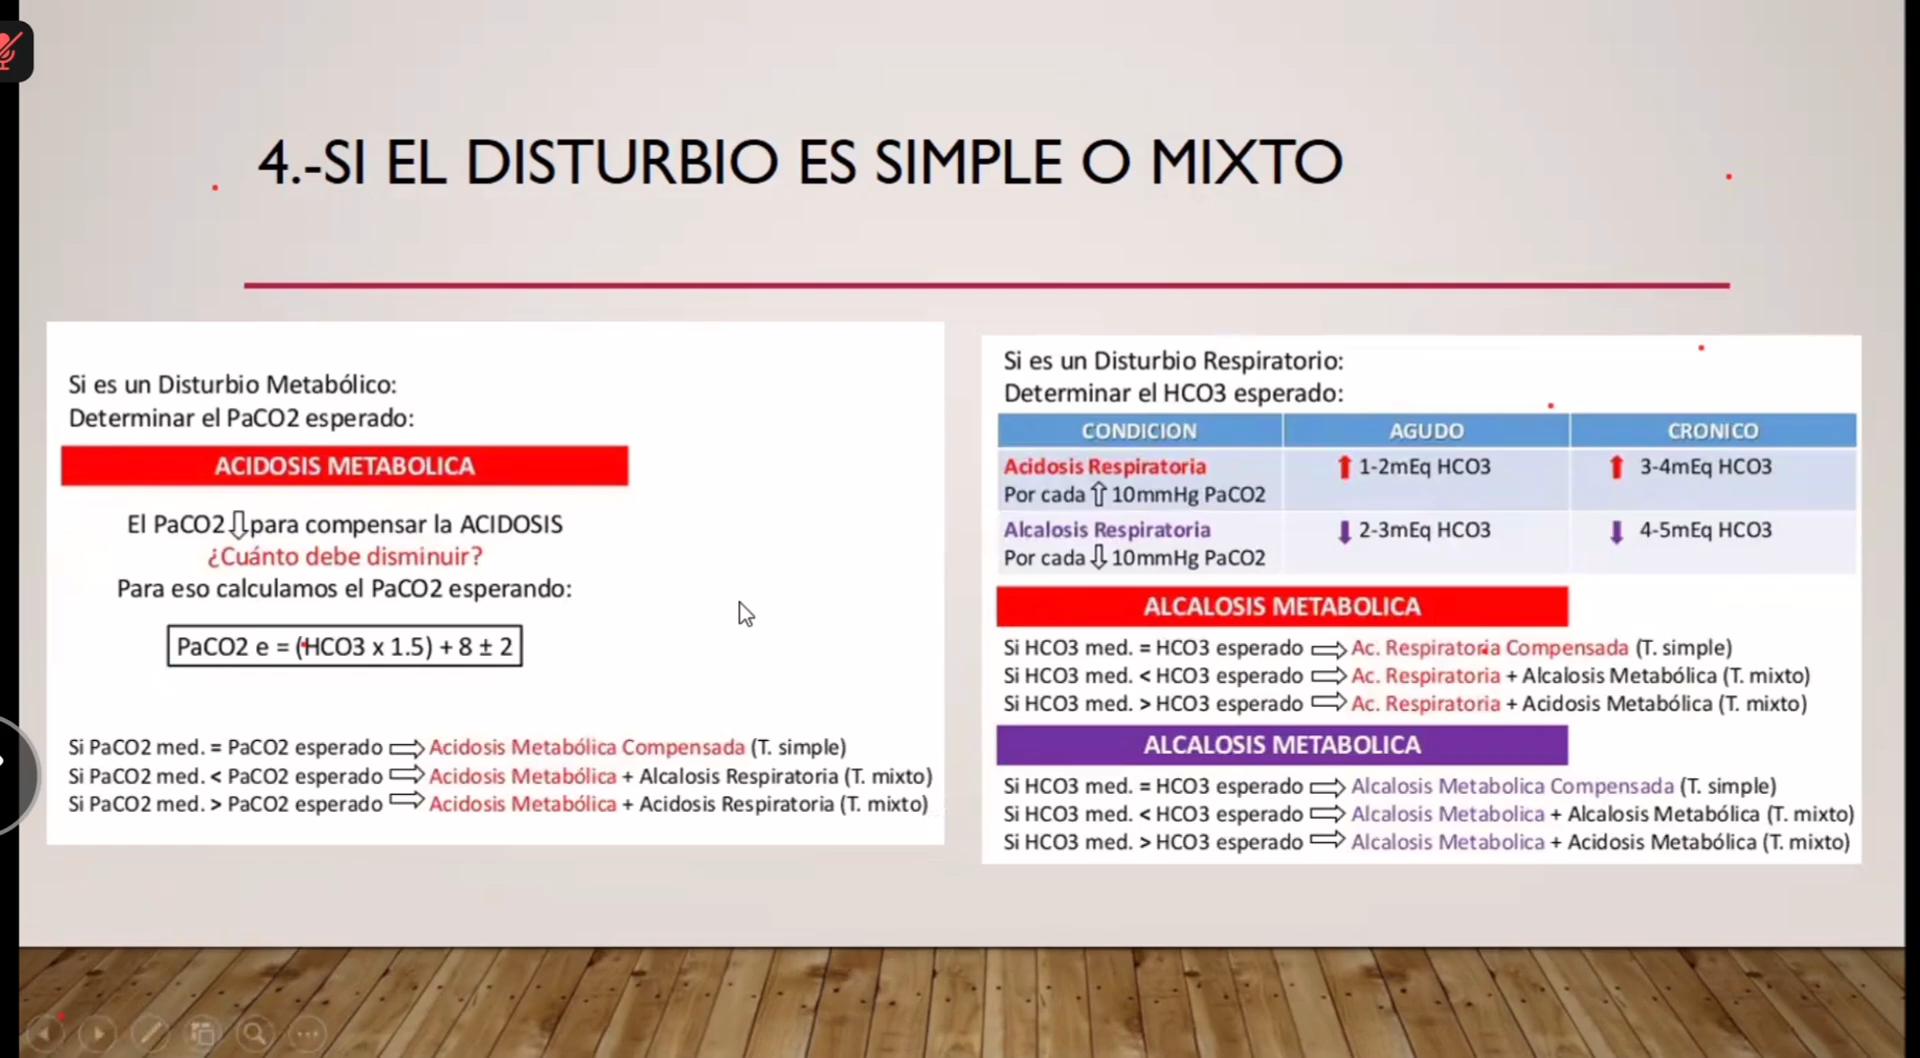 4.-SI EL DISTURBIO ES SIMPLE O MIXTO
Si es un Disturbio Metabólico:
Determinar el PaCO2 esperado:
ACIDOSIS METABOLICA
El PaCO2 ⇩ para compensar la ACIDOSIS
¿Cuánto debe disminuir?
Para eso calculamos el PaCO2 esperando:
PaCO2 e = (HCO3 x 1.5) + 8 ± 2
Si PaCO2 med. = PaCO2 esperado ⇨ Acidosis Metabólica Compensada (T. simple)
Si PaCO2 med. < PaCO2 esperado ⇨ Acidosis Metabólica + Alcalosis Respiratoria (T. mixto)
Si PaCO2 med. > PaCO2 esperado ⇨ Acidosis Metabólica + Acidosis Respiratoria (T. mixto)
Si es un Disturbio Respiratorio:
Determinar el HCO3 esperado:
CONDICION AGUDO CRONICO
Acidosis Respiratoria ⬆ 1-2mEq HCO3 ⬆ 3-4mEq HCO3
Por cada ⇧ 10mmHg PaCO2
Alcalosis Respiratoria ⬇ 2-3mEq HCO3 ⬇ 4-5mEq HCO3
Por cada ⇩ 10mmHg PaCO2
ALCALOSIS METABOLICA
Si HCO3 med. = HCO3 esperado ⇨ Ac. Respiratoria Compensada (T. simple)
Si HCO3 med. < HCO3 esperado ⇨ Ac. Respiratoria + Alcalosis Metabólica (T. mixto)
Si HCO3 med. > HCO3 esperado ⇨ Ac. Respiratoria + Acidosis Metabólica (T. mixto)
ALCALOSIS METABOLICA
Si HCO3 med. = HCO3 esperado ⇨ Alcalosis Metabolica Compensada (T. simple)
Si HCO3 med. < HCO3 esperado ⇨ Alcalosis Metabolica + Alcalosis Metabólica (T. mixto)
Si HCO3 med. > HCO3 esperado ⇨ Alcalosis Metabolica + Acidosis Metabólica (T. mixto)